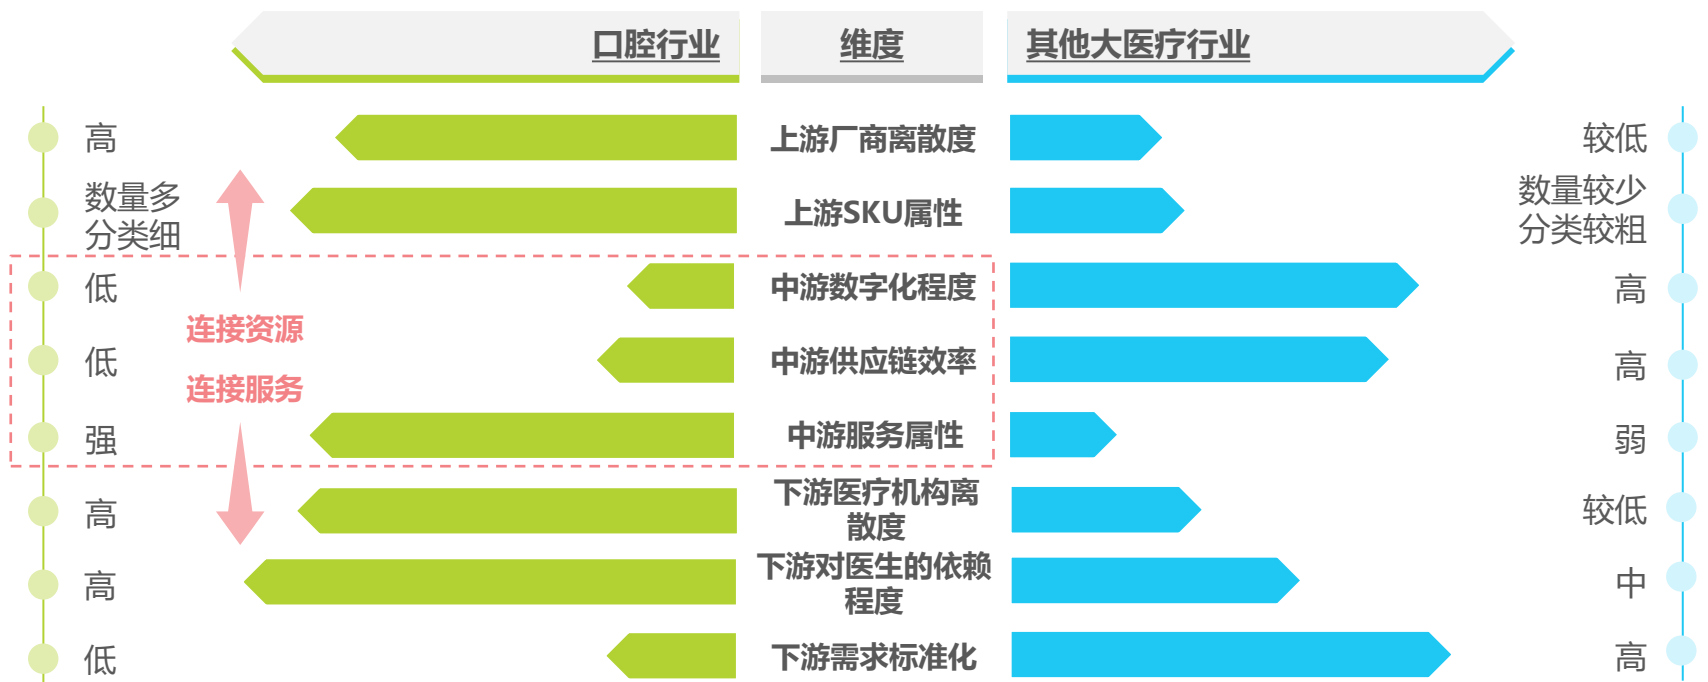 口腔行业
维度
其他大医疗行业
高
上游厂商离散度
较低
数量多
分类细
上游SKU属性
数量较少
分类较粗
低
中游数字化程度
高
连接资源
低
中游供应链效率
高
连接服务
强
中游服务属性
弱
高
下游医疗机构离
散度
较低
高
下游对医生的依赖
程度
中
低
下游需求标准化
高